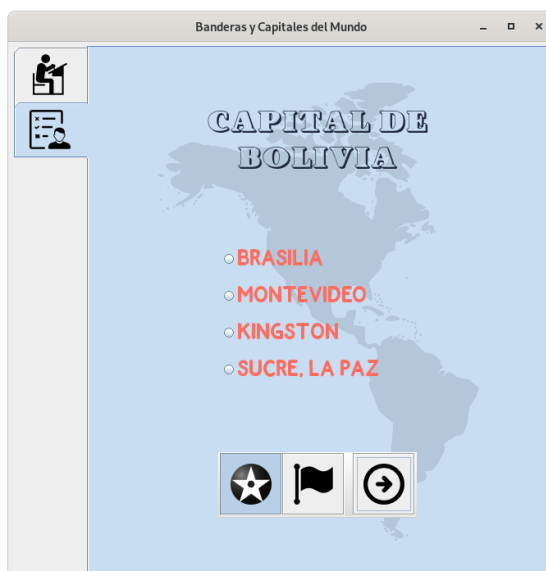 Banderas y Capitales del Mundo
CAPITAL DE
BOLIVIA
BRASILIA
MONTEVIDEO
KINGSTON
SUCRE, LA PAZ